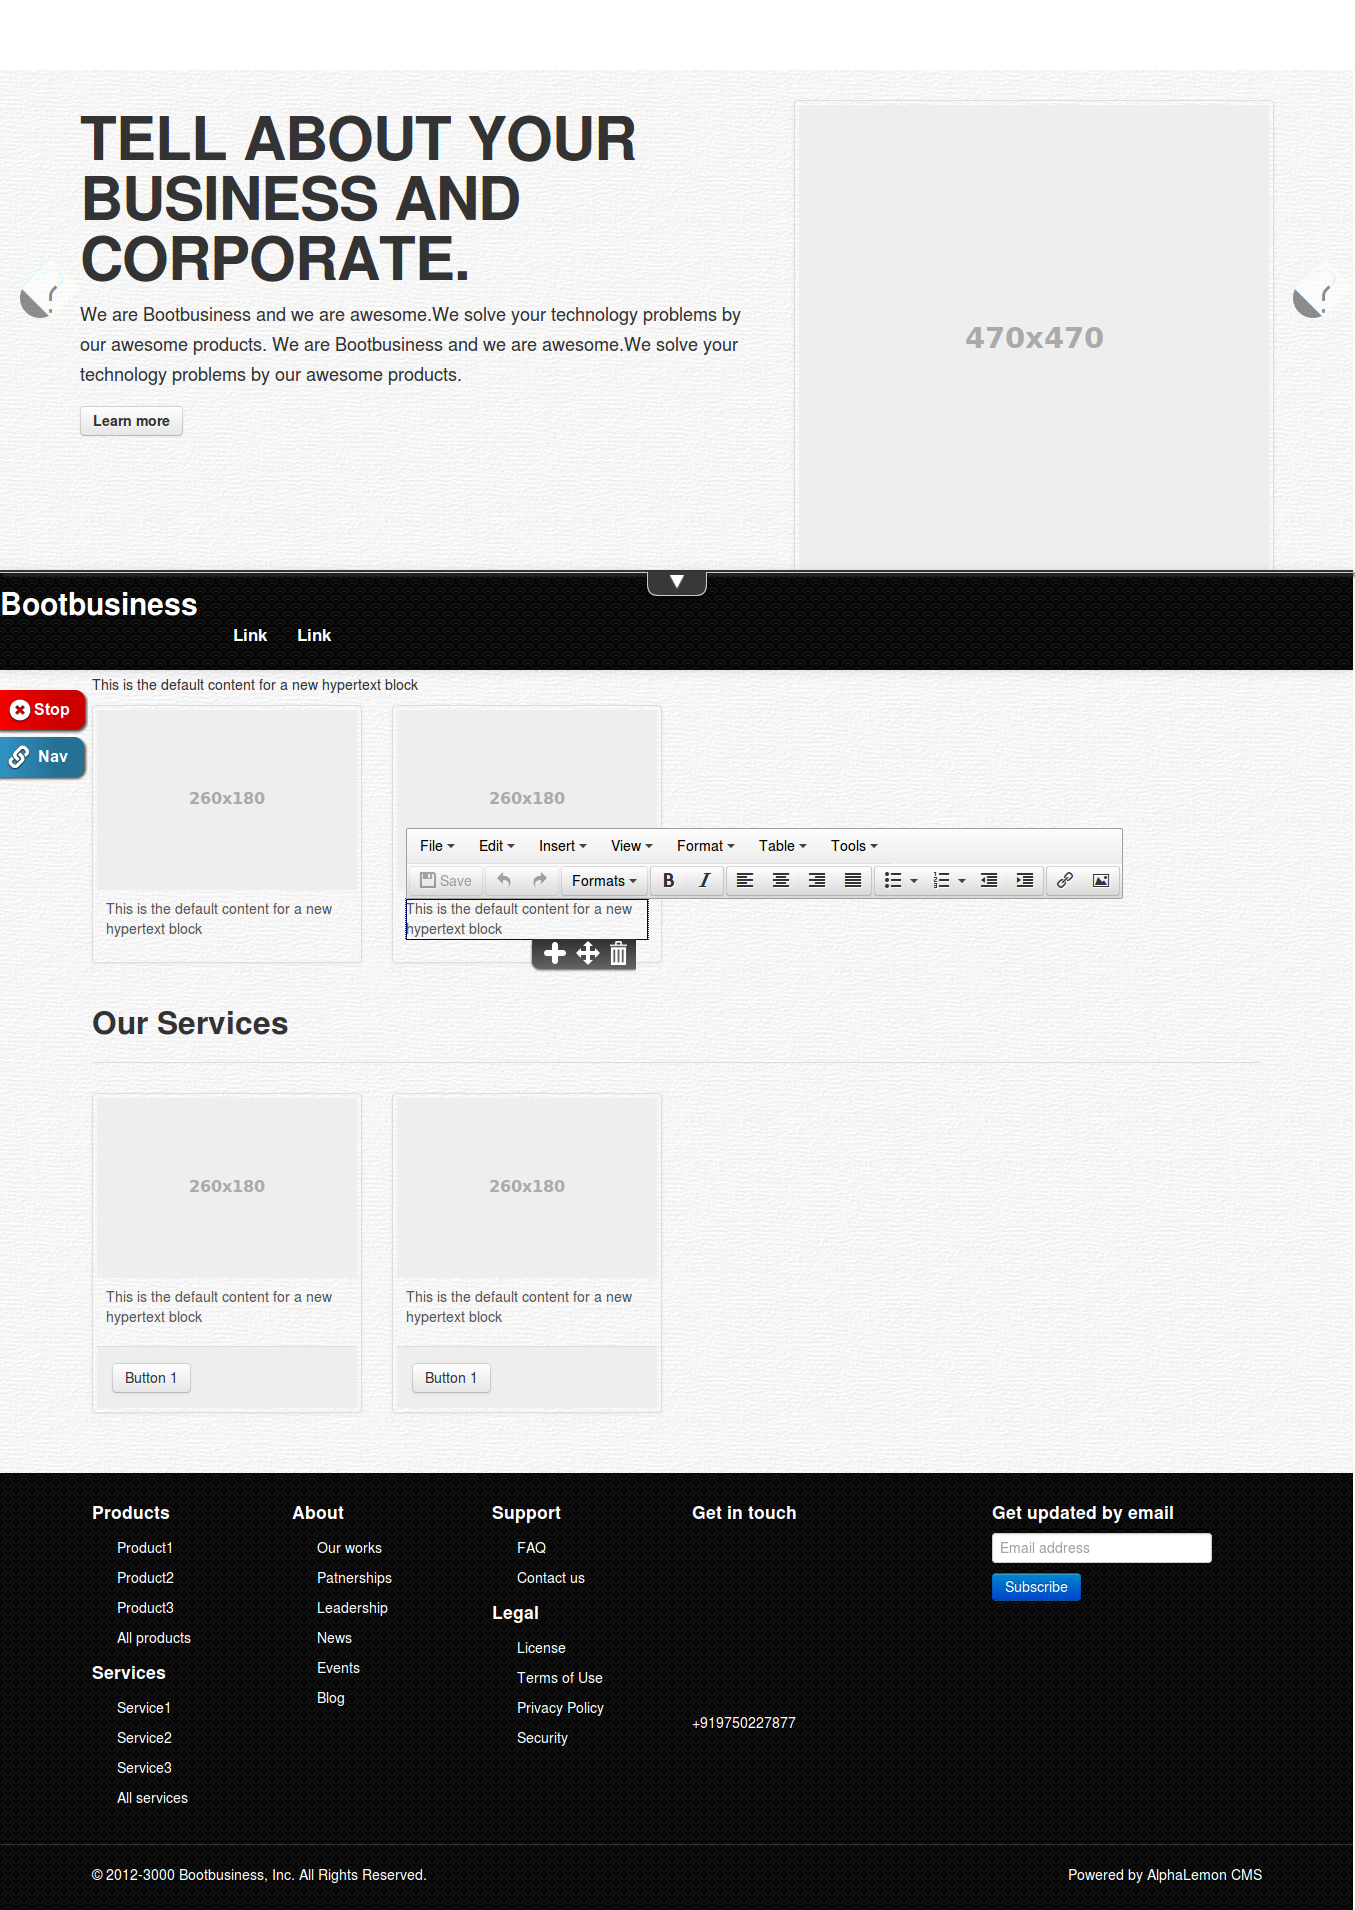 TELL ABOUT YOUR
BUSINESS AND
CORPORATE.
We are Bootbusiness and we are awesome.We solve your technology problems by
our awesome products. We are Bootbusiness and we are awesome.We solve your
technology problems by our awesome products.
Learn more
470x470
Bootbusiness
Link Link
This is the default content for a new hypertext block
Stop
Nav
260x180 260x180
File Edit Insert View Format Table Tools
Save Formats B I
This is the default content for a new
hypertext block
This is the default content for a new
hypertext block
Our Services
260x180 260x180
This is the default content for a new
hypertext block
This is the default content for a new
hypertext block
Button 1 Button 1
Products
Product1
Product2
Product3
All products
Services
Service1
Service2
Service3
All services
About
Our works
Patnerships
Leadership
News
Events
Blog
Support
FAQ
Contact us
Legal
License
Terms of Use
Privacy Policy
Security
Get in touch
+919750227877
Get updated by email
Email address
Subscribe
© 2012-3000 Bootbusiness, Inc. All Rights Reserved.
Powered by AlphaLemon CMS